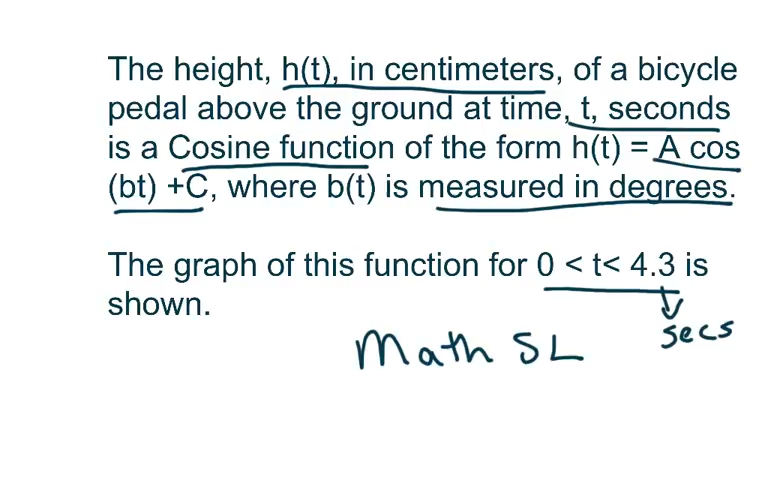 The height, h(t), in centimeters, of a bicycle
pedal above the ground at time, t, seconds
is a Cosine function of the form h(t) = A cos
(bt) +C, where b(t) is measured in degrees.
The graph of this function for 0 < t< 4.3 is
shown.
secs
Math SL